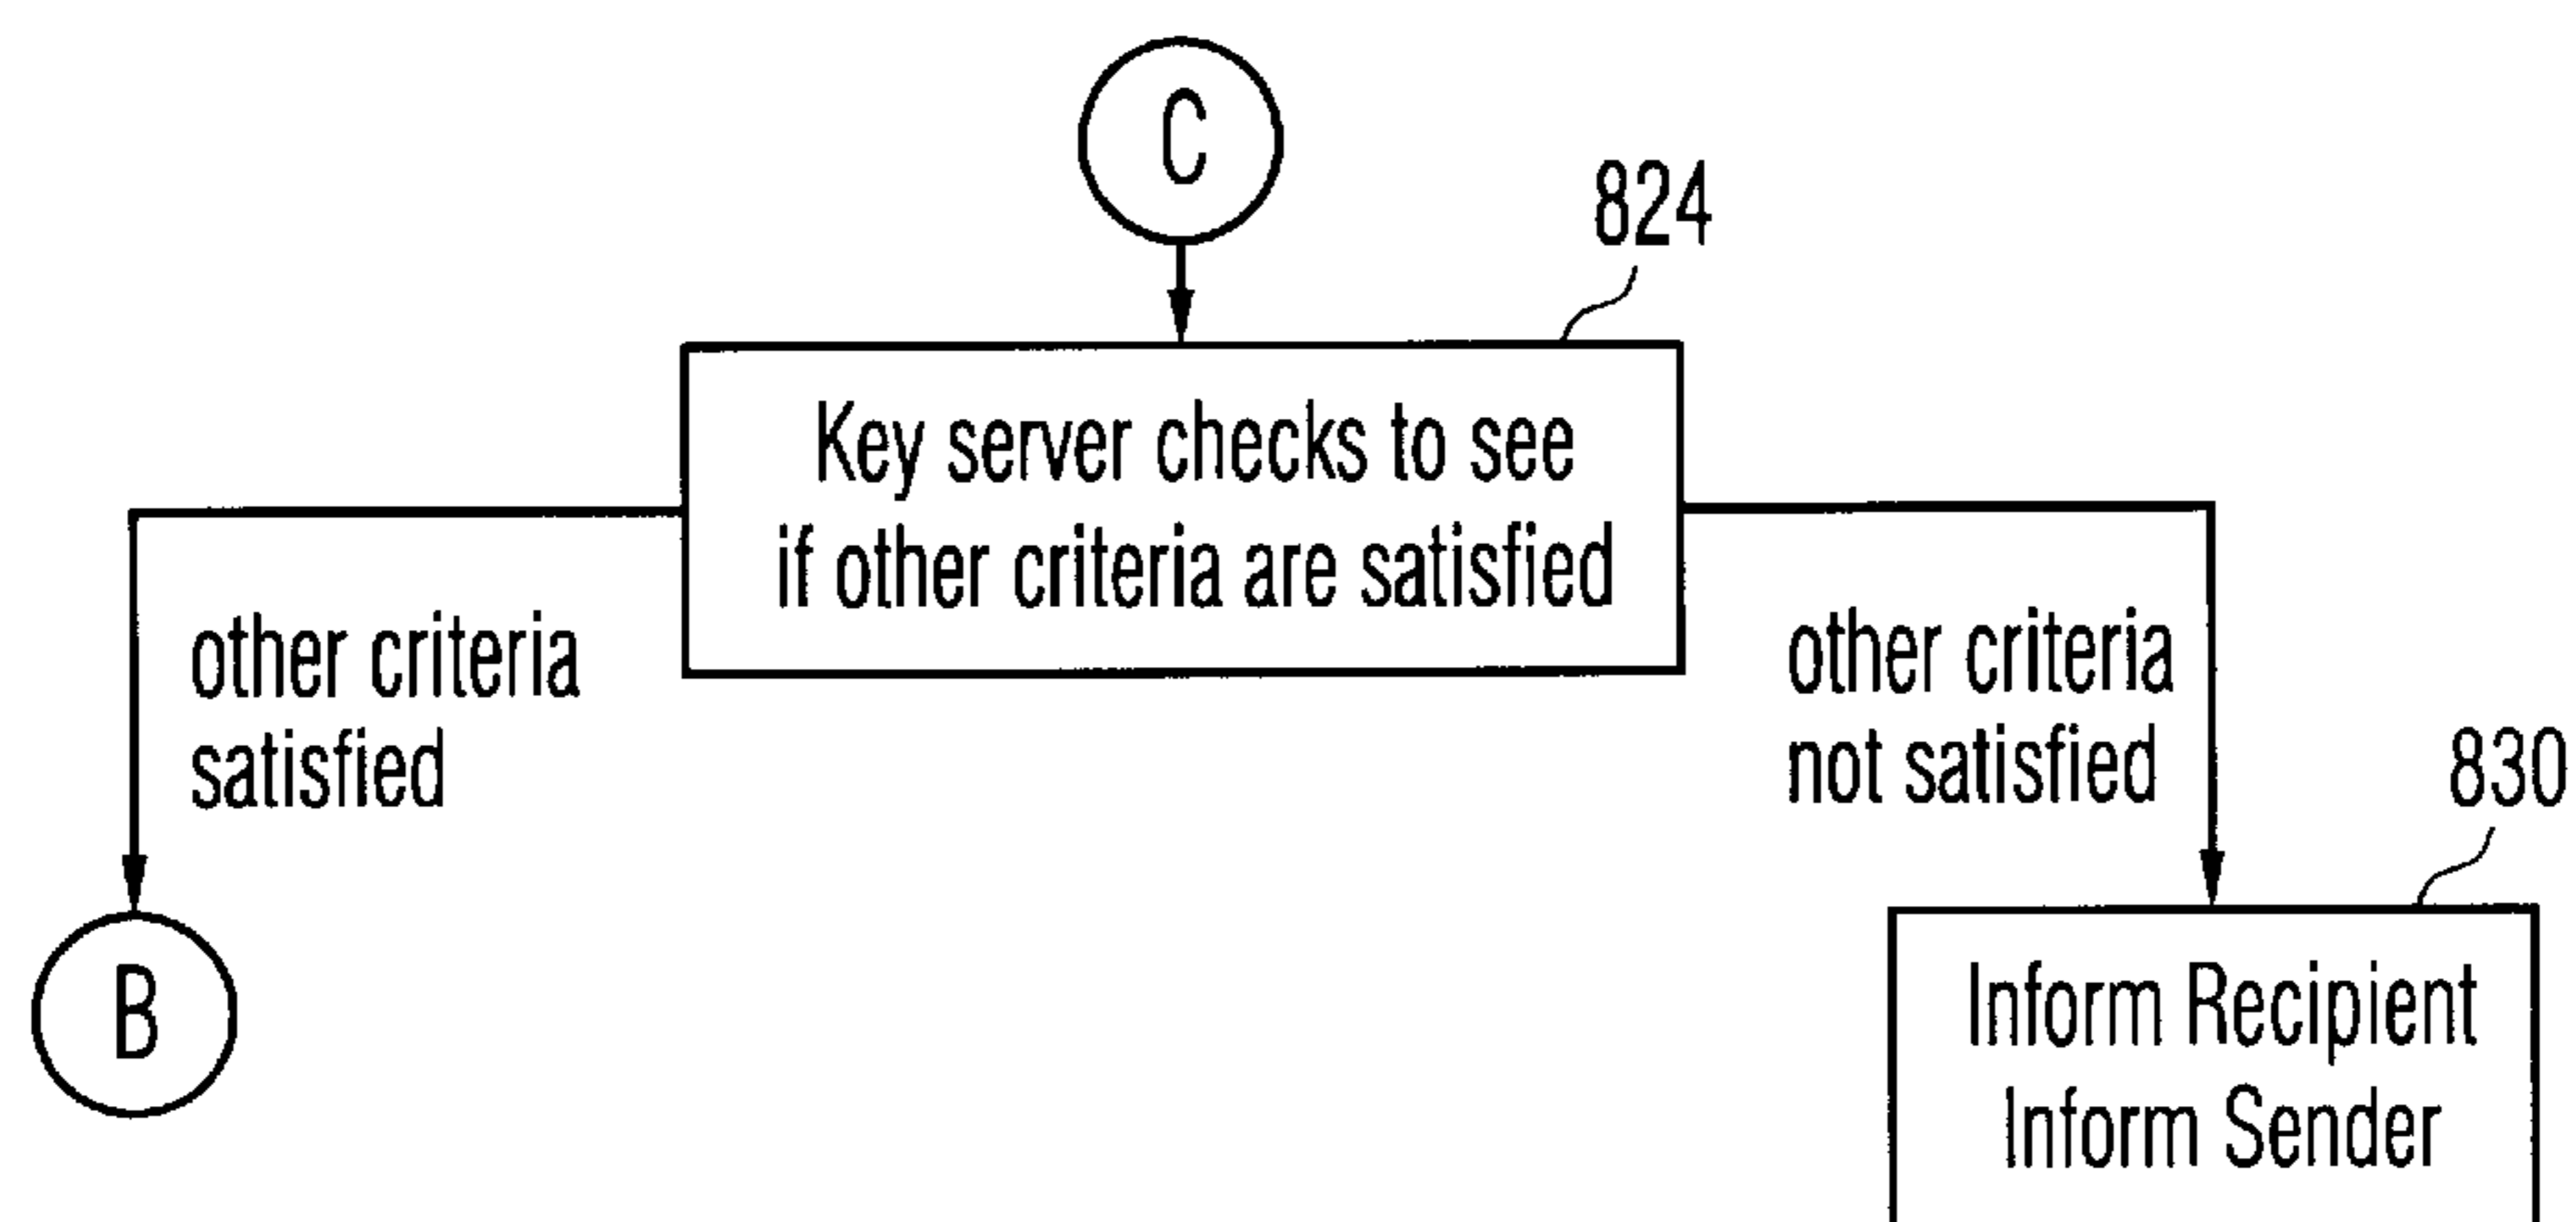 C
824
Key server checks to see
if other criteria are satisfied
other criteria
satisfied
other criteria
not satisfied
830
B
Inform Recipient
Inform Sender